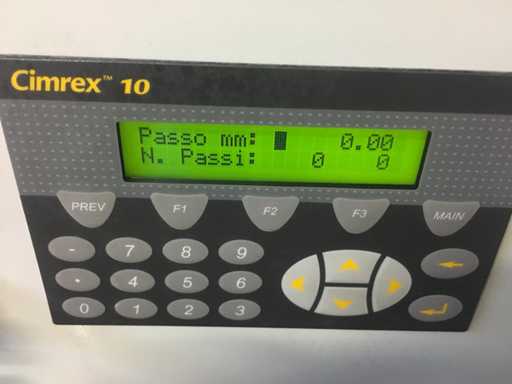 Cimrex™ 10
Passo mm: 0.00
N. Passi: 0 0
PREV F1 F2 F3 MAIN
- 7 8 9
. 4 5 6
0 1 2 3